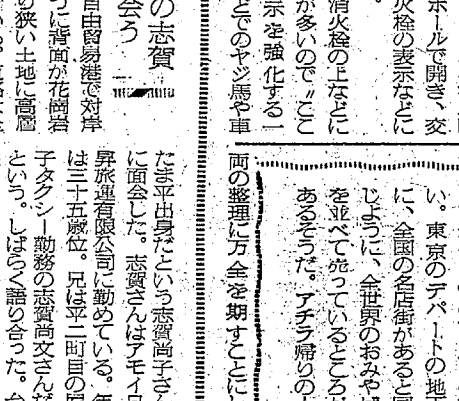 ホールで開き、交
火栓の表示などに
。
消火栓の上などに
が多いので〝ここ
示を強化する一
どでのヤジ馬や車
両の整理に万全を期すことにし
い。東京のデパートの地
に、全国の名店街があると同
じように、全世界のおみや
を並べて売っているところが
あるそうだ。アチラ帰りの
の志賀
会う
自由貿易港で対岸
うに背面が花崗岩
の狭い土地に高層
たま平出身だという志賀尚子さん
に面会した。志賀さんはアモイ
昇旅運有限公司に勤めている。年
は三十五歳位。兄は平二町目の
子タクシー勤務の志賀尚文さんだ
という。しばらく語り合った。台